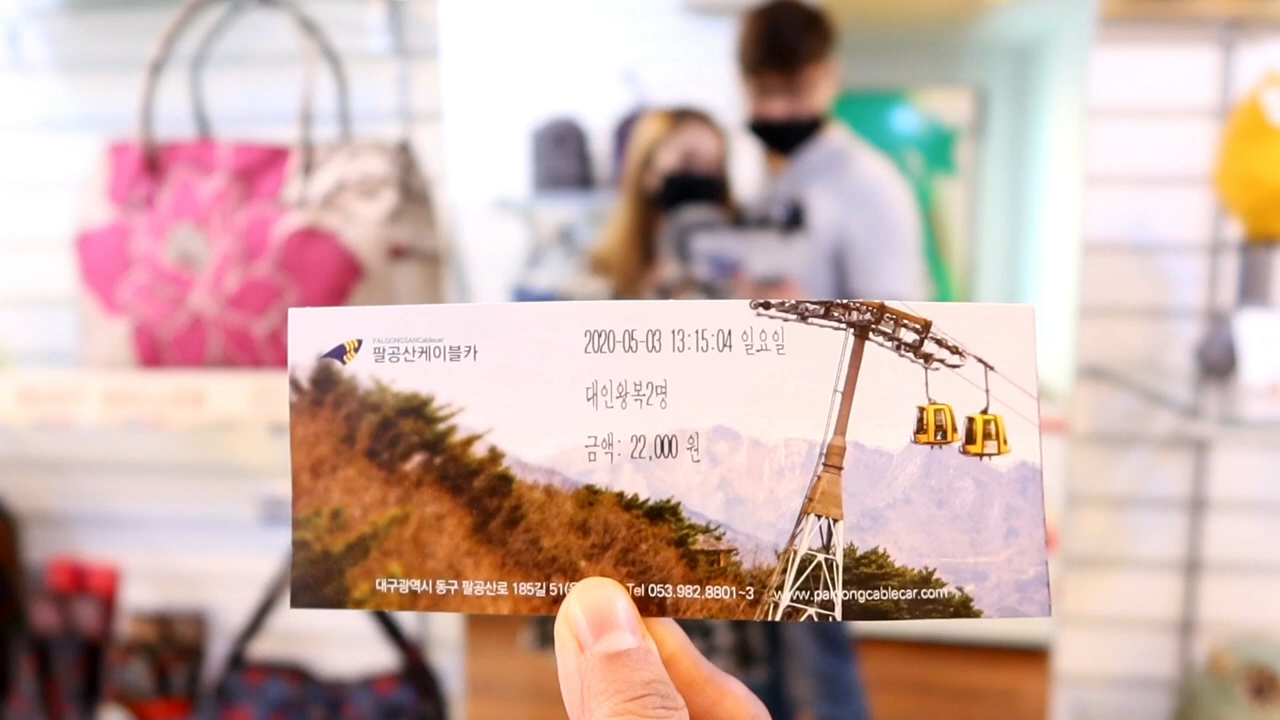 PALGONGSANCablecar
팔공산케이블카
2020-05-03 13:15:04 일요일
대인왕복2명
금액: 22,000 원
대구광역시 동구 팔공산로 185길 51( Tel 053.982.8801~3 www.palgongcablecar.com